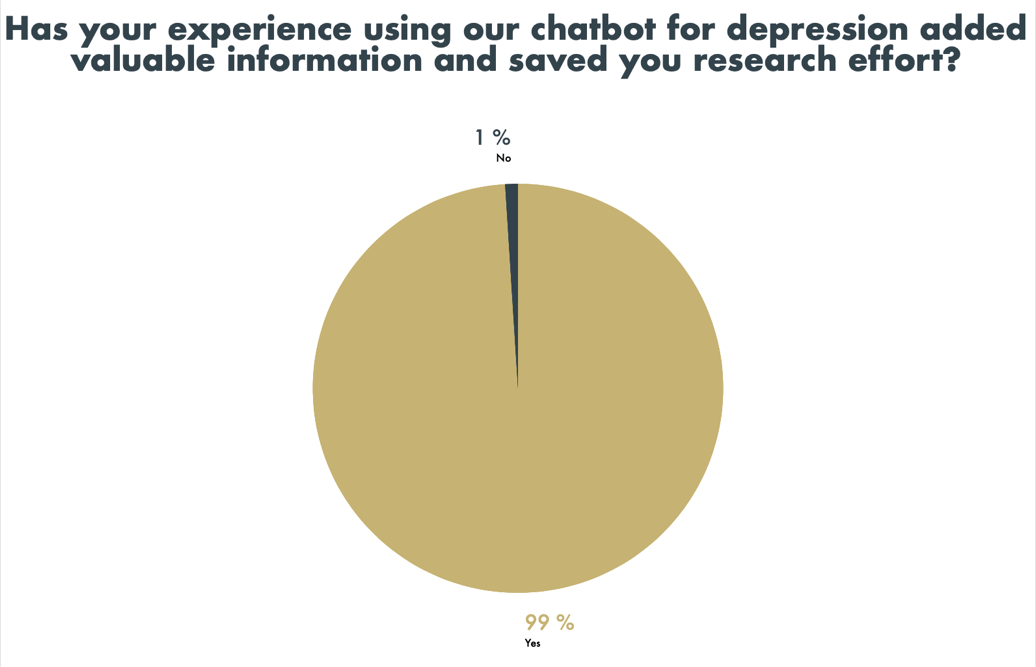 Has your experience using our chatbot for depression added
valuable information and saved you research effort?
1 %
No
99 %
Yes